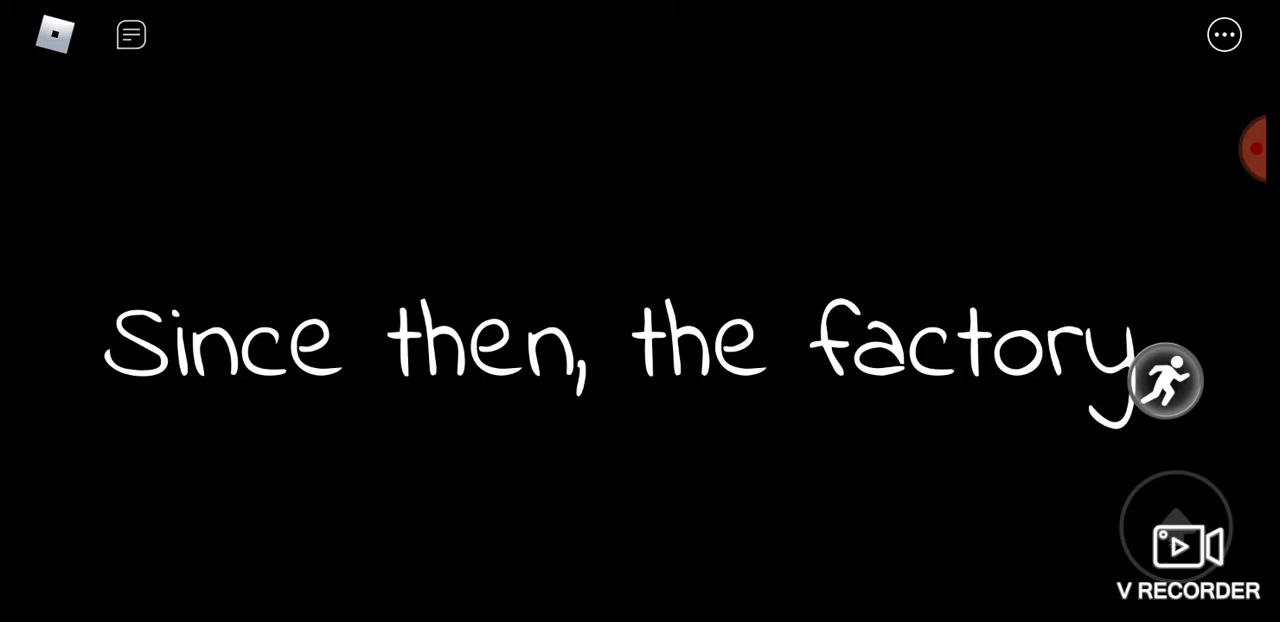 Since then, the factory
V RECORDER